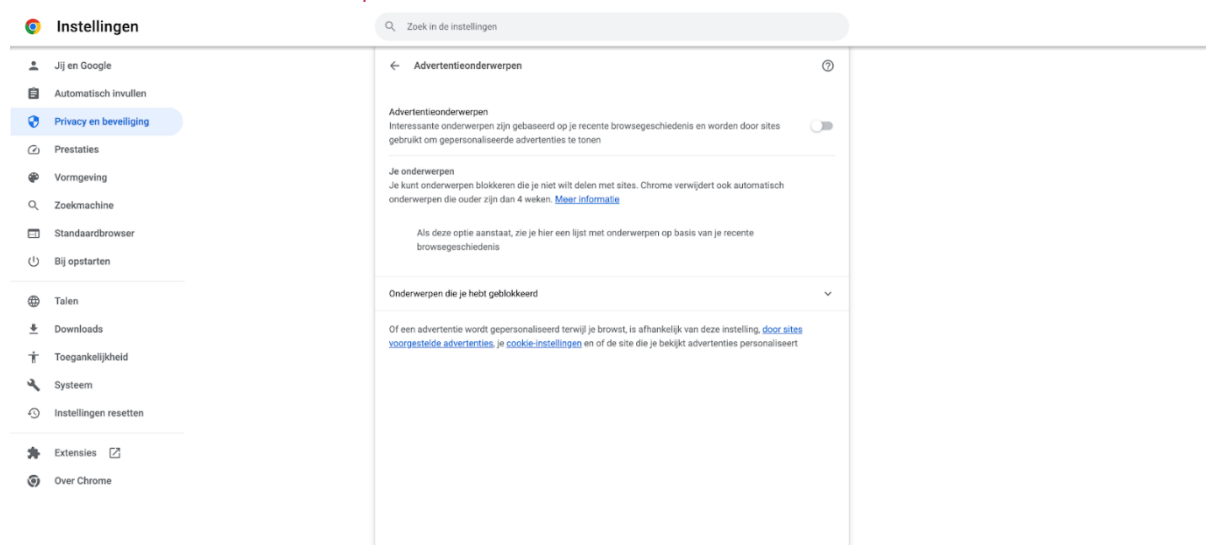 Instellingen
Zoek in de instellingen
Jij en Google
Automatisch invullen
Privacy en beveiliging
Prestaties
Vormgeving
Zoekmachine
Standaardbrowser
Bij opstarten
Talen
Downloads
Toegankelijkheid
Systeem
Instellingen resetten
Extensies
Over Chrome
Advertentieonderwerpen
Advertentieonderwerpen
Interessante onderwerpen zijn gebaseerd op je recente browsegeschiedenis en worden door sites
gebruikt om gepersonaliseerde advertenties te tonen
Je onderwerpen
Je kunt onderwerpen blokkeren die je niet wilt delen met sites. Chrome verwijdert ook automatisch
onderwerpen die ouder zijn dan 4 weken. Meer informatie
Als deze optie aanstaat, zie je hier een lijst met onderwerpen op basis van je recente
browsegeschiedenis
Onderwerpen die je hebt geblokkeerd
Of een advertentie wordt gepersonaliseerd terwijl je browst, is afhankelijk van deze instelling, door sites
voorgestelde advertenties, je cookie-instellingen en of de site die je bekijkt advertenties personaliseert